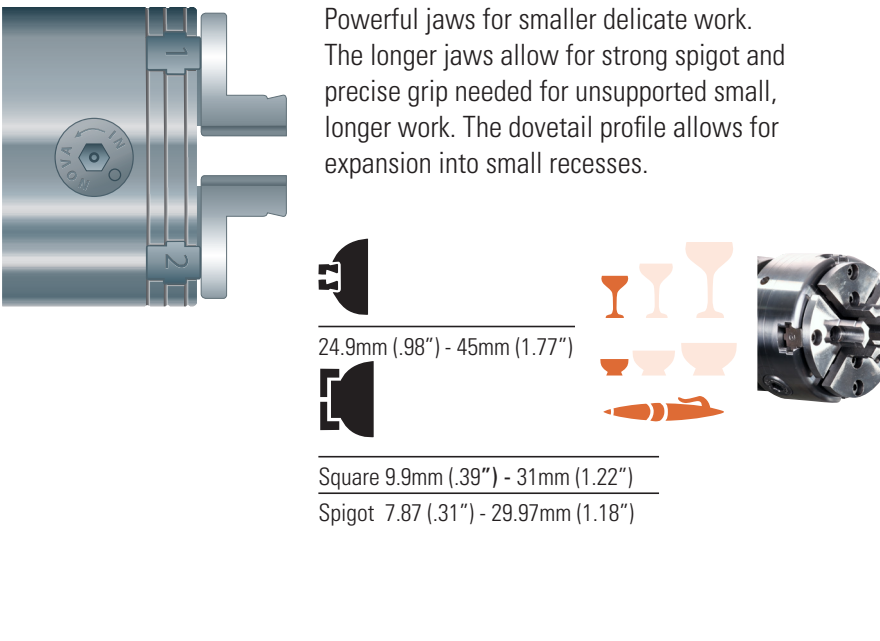 Powerful jaws for smaller delicate work.
The longer jaws allow for strong spigot and
precise grip needed for unsupported small,
longer work. The dovetail profile allows for
expansion into small recesses.
1
IN
NOVA
2
24.9mm (.98”) - 45mm (1.77”)
Square 9.9mm (.39”) - 31mm (1.22”)
Spigot 7.87 (.31”) - 29.97mm (1.18”)